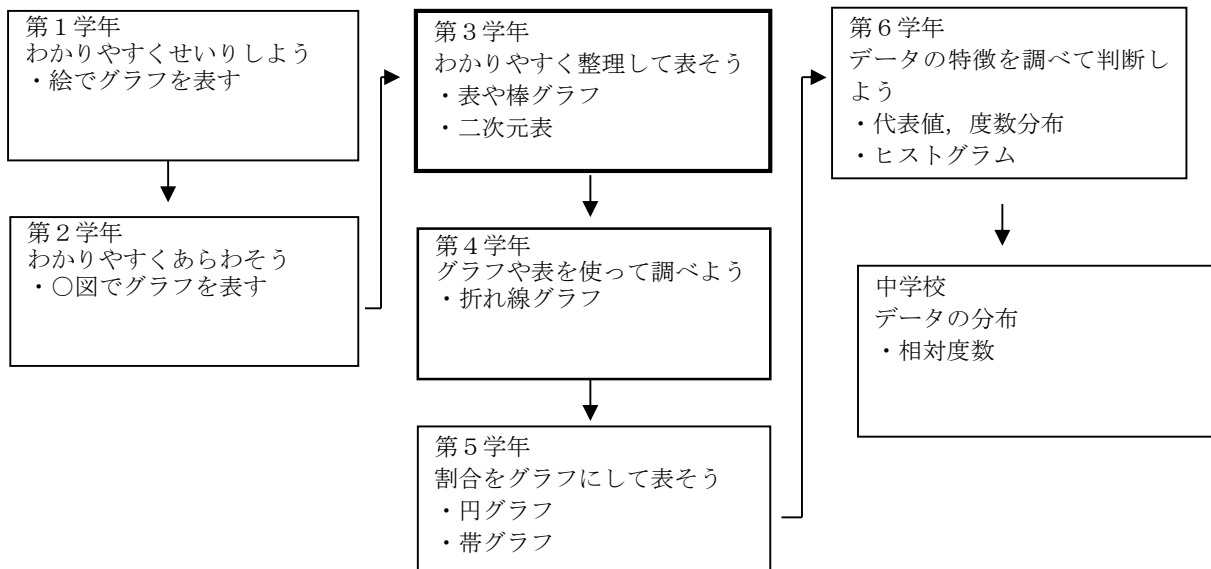 第１学年
わかりやすくせいりしよう
・絵でグラフを表す
第２学年
わかりやすくあらわそう
・○図でグラフを表す
第３学年
わかりやすく整理して表そう
・表や棒グラフ
・二次元表
第４学年
グラフや表を使って調べよう
・折れ線グラフ
第５学年
割合をグラフにして表そう
・円グラフ
・帯グラフ
第６学年
データの特徴を調べて判断し
よう
・代表値，度数分布
・ヒストグラム
中学校
データの分布
・相対度数